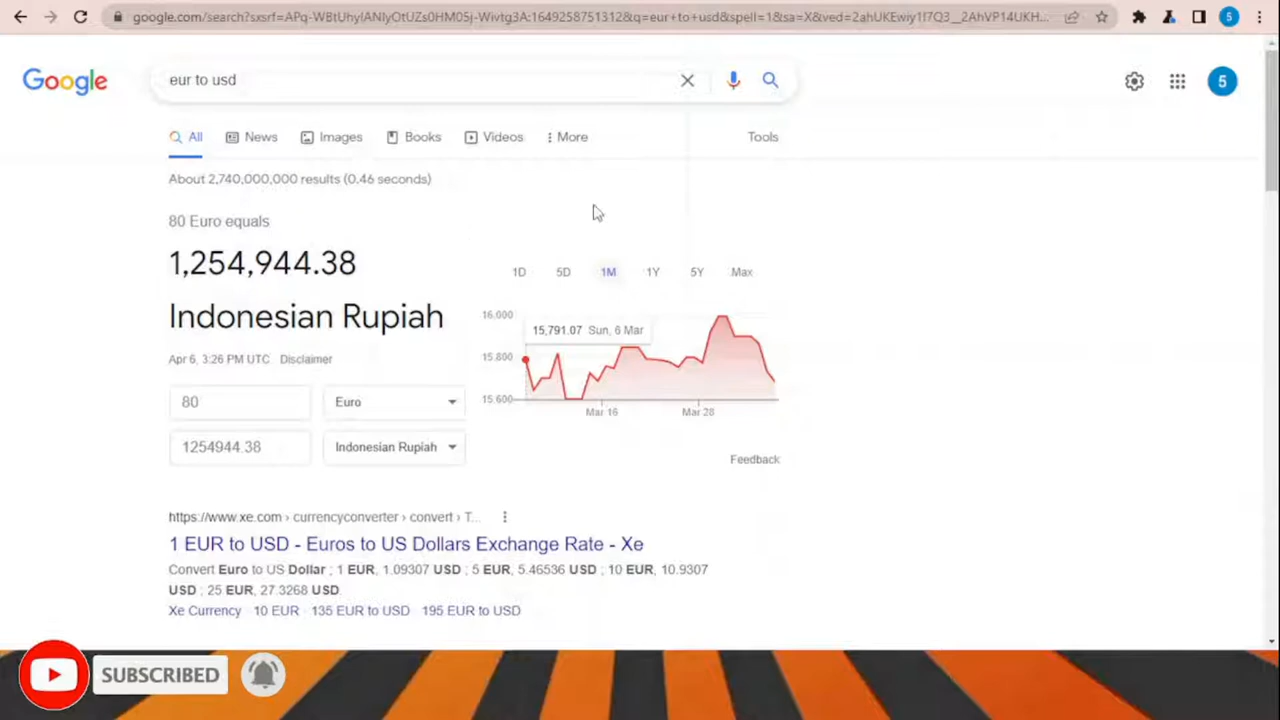 google.com/search?sxsrf=APq-WBtUhylANIyOtUZs0HM05j-Wivtg3A:1649258751312&q=eur+to+usd&spell=1&sa=X&ved=2ahUKEwiy1I7Q3__2AhVP14UKH...
5
Google
eur to usd
5
All
News
Images
Books
Videos
More
Tools
About 2,740,000,000 results (0.46 seconds)
80 Euro equals
1,254,944.38
Indonesian Rupiah
Apr 6, 3:26 PM UTC Disclaimer
80
Euro
1254944.38
Indonesian Rupiah
1D
5D
1M
1Y
5Y
Max
16.000
15,791.07 Sun, 6 Mar
15.800
15.600
Mar 16
Mar 28
Feedback
https://www.xe.com › currencyconverter › convert › T...
1 EUR to USD - Euros to US Dollars Exchange Rate - Xe
Convert Euro to US Dollar ; 1 EUR, 1.09307 USD ; 5 EUR, 5.46536 USD ; 10 EUR, 10.9307
USD ; 25 EUR, 27.3268 USD.
Xe Currency · 10 EUR · 135 EUR to USD · 195 EUR to USD
SUBSCRIBED